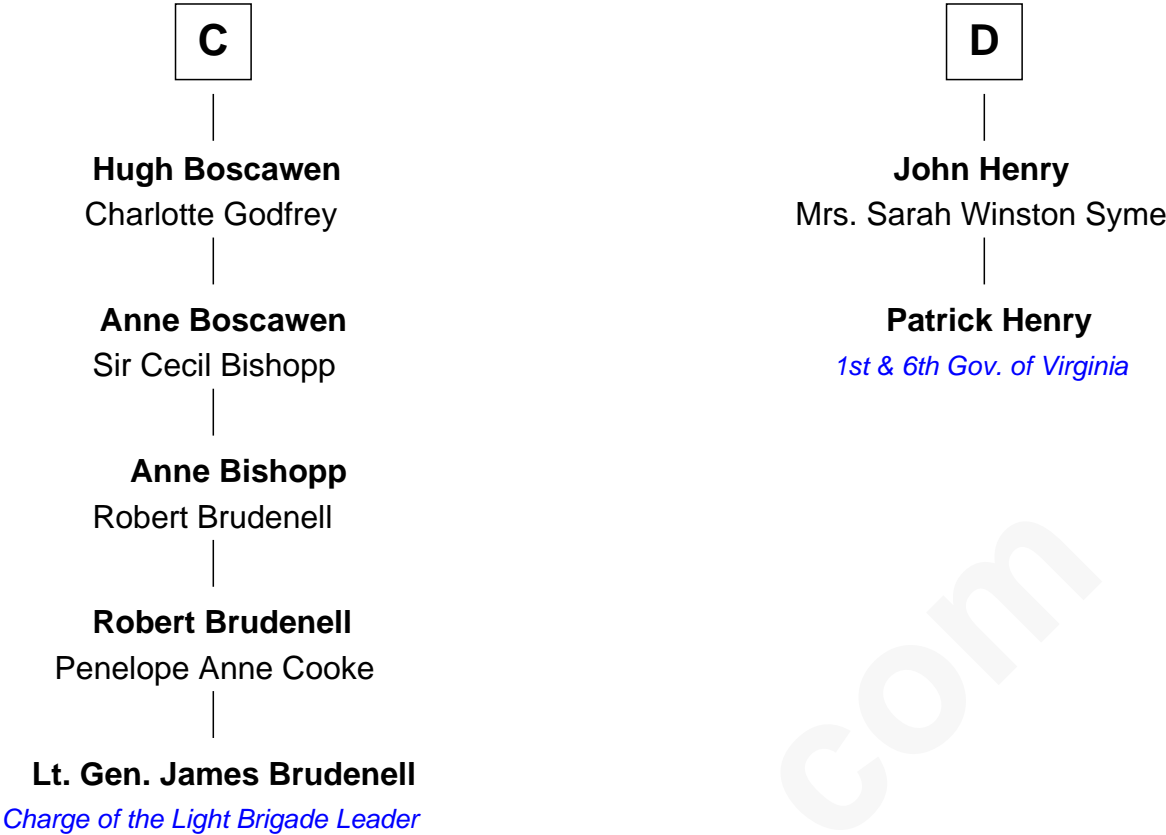 C
Hugh Boscawen
Charlotte Godfrey
Anne Boscawen
Sir Cecil Bishopp
Anne Bishopp
Robert Brudenell
Robert Brudenell
Penelope Anne Cooke
Lt. Gen. James Brudenell
Charge of the Light Brigade Leader
D
John Henry
Mrs. Sarah Winston Syme
Patrick Henry
1st & 6th Gov. of Virginia
com